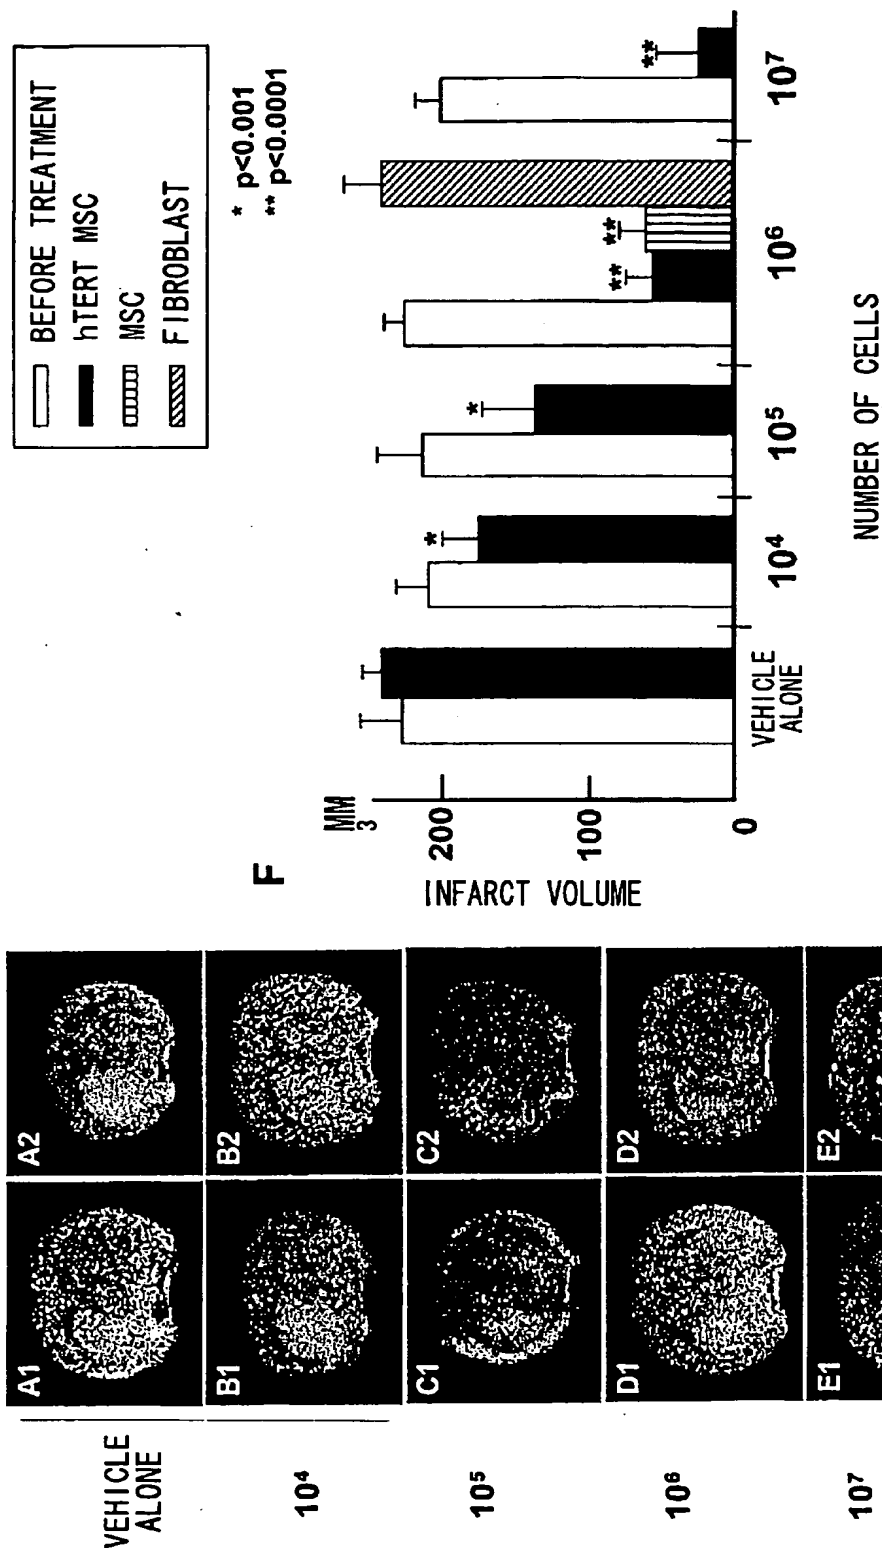 VEHICLE
ALONE
A1
A2
10⁴
B1
B2
10⁵
C1
C2
10⁶
D1
D2
10⁷
E1
E2
F
BEFORE TREATMENT
hTERT MSC
MSC
FIBROBLAST
* p<0.001
** p<0.0001
MM
3
200
100
0
INFARCT VOLUME
*
*
**
**
**
VEHICLE
ALONE
10⁴
10⁵
10⁶
10⁷
NUMBER OF CELLS